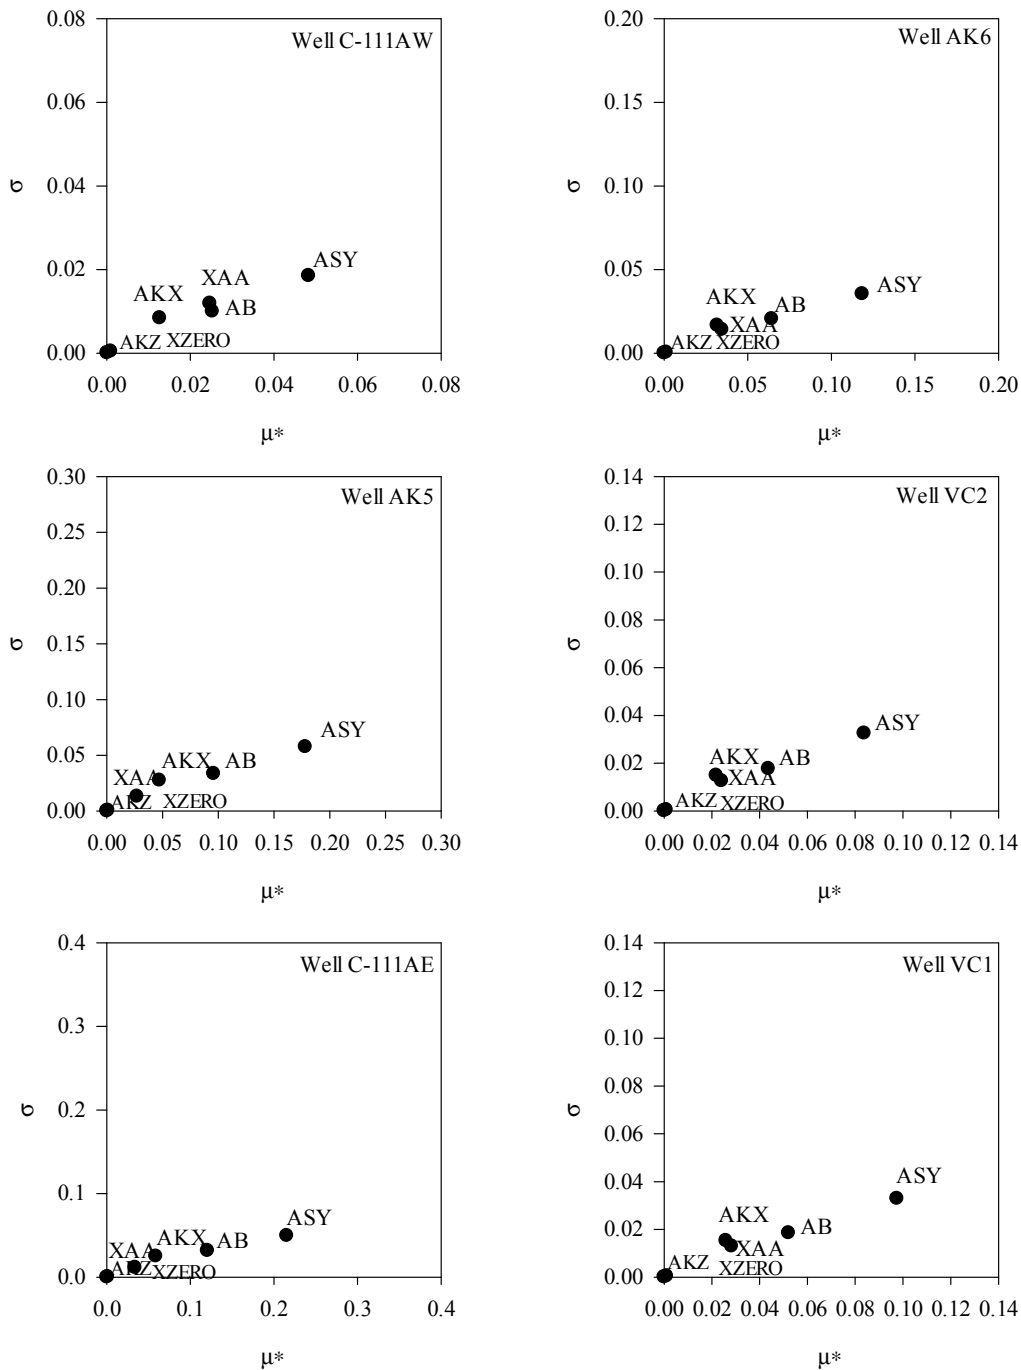 Well C-111AW
0.08
0.06
0.04
0.02
0.00
σ
ASY
XAA
AKX
AB
AKZ XZERO
0.00 0.02 0.04 0.06 0.08
μ*
Well AK6
0.20
0.15
0.10
0.05
0.00
σ
ASY
AKX
AB
XAA
AKZ XZERO
0.00 0.05 0.10 0.15 0.20
μ*
Well AK5
0.30
0.25
0.20
0.15
0.10
0.05
0.00
σ
ASY
AKX AB
XAA
AKZ XZERO
0.00 0.05 0.10 0.15 0.20 0.25 0.30
μ*
Well VC2
0.14
0.12
0.10
0.08
0.06
0.04
0.02
0.00
σ
ASY
AKX AB
XAA
AKZ XZERO
0.00 0.02 0.04 0.06 0.08 0.10 0.12 0.14
μ*
Well C-111AE
0.4
0.3
0.2
0.1
0.0
σ
ASY
AKX AB
XAA
AKZ XZERO
0.0 0.1 0.2 0.3 0.4
μ*
Well VC1
0.14
0.12
0.10
0.08
0.06
0.04
0.02
0.00
σ
ASY
AKX
AB
XAA
AKZ XZERO
0.00 0.02 0.04 0.06 0.08 0.10 0.12 0.14
μ*